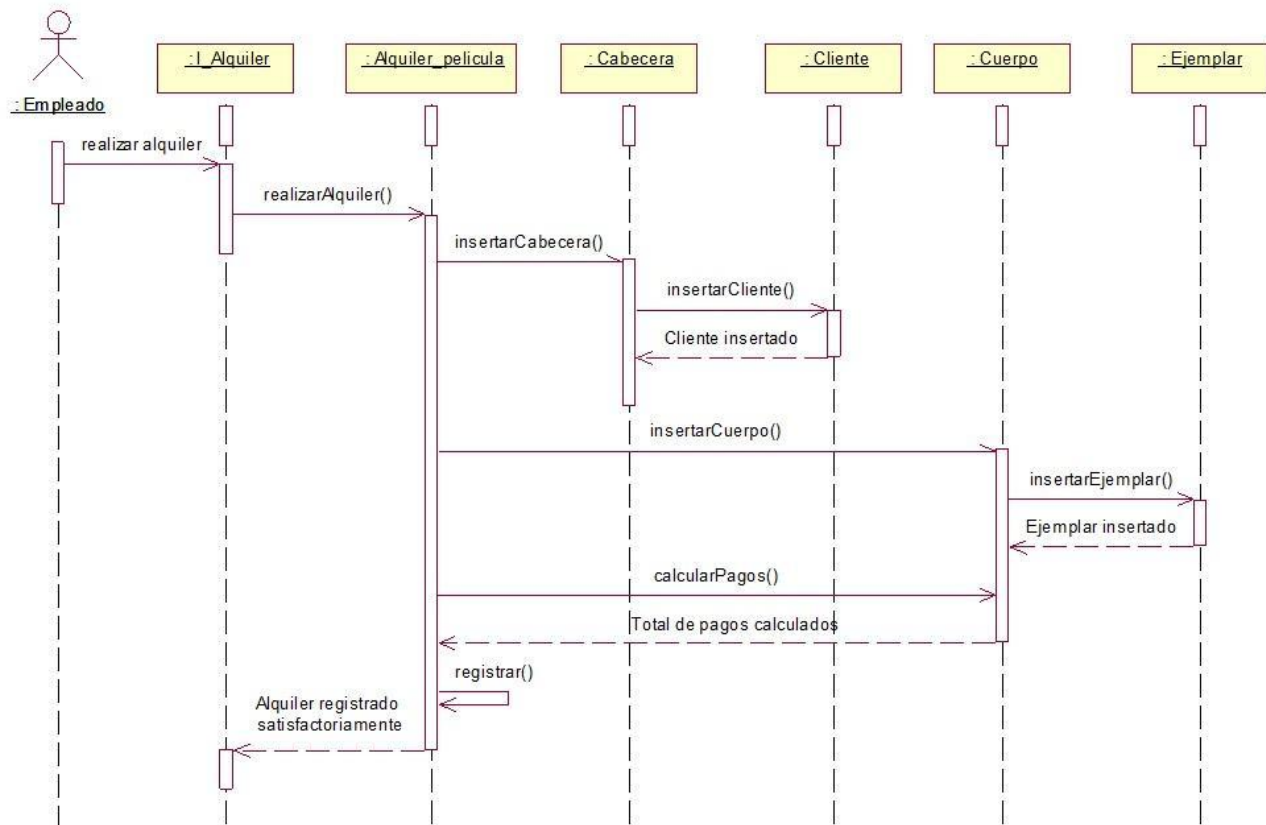 : I_Alquiler
: Alquiler_pelicula
: Cabecera
: Cliente
: Cuerpo
: Ejemplar
: Empleado
realizar alquiler
realizarAlquiler()
insertarCabecera()
insertarCliente()
Cliente insertado
insertarCuerpo()
insertarEjemplar()
Ejemplar insertado
calcularPagos()
Total de pagos calculados
registrar()
Alquiler registrado
satisfactoriamente